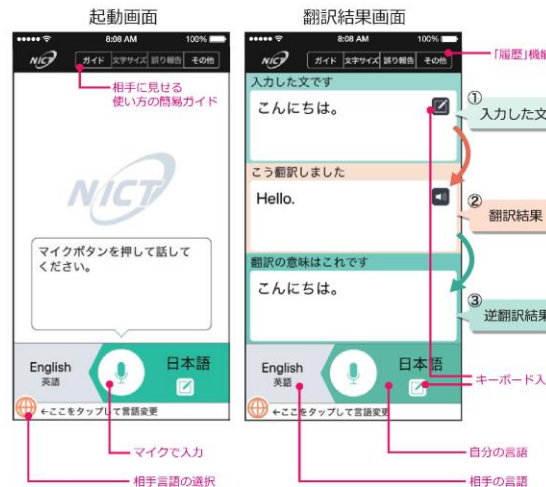 起動画面
8:08 AM
100%
NICT
ガイド
文字サイズ
誤り報告
その他
相手に見せる
使い方の簡易ガイド
NICT
マイクボタンを押して話して
ください。
English
英語
日本語
←ここをタップして言語変更
マイクで入力
相手言語の選択
翻訳結果画面
8:08 AM
100%
NICT
ガイド
文字サイズ
誤り報告
その他
「履歴」機能
入力した文です
こんにちは。
① 入力した文
こう翻訳しました
Hello.
② 翻訳結果
翻訳の意味はこれです
こんにちは。
③ 逆翻訳結果
English
英語
日本語
キーボード入
←ここをタップして言語変更
自分の言語
相手の言語